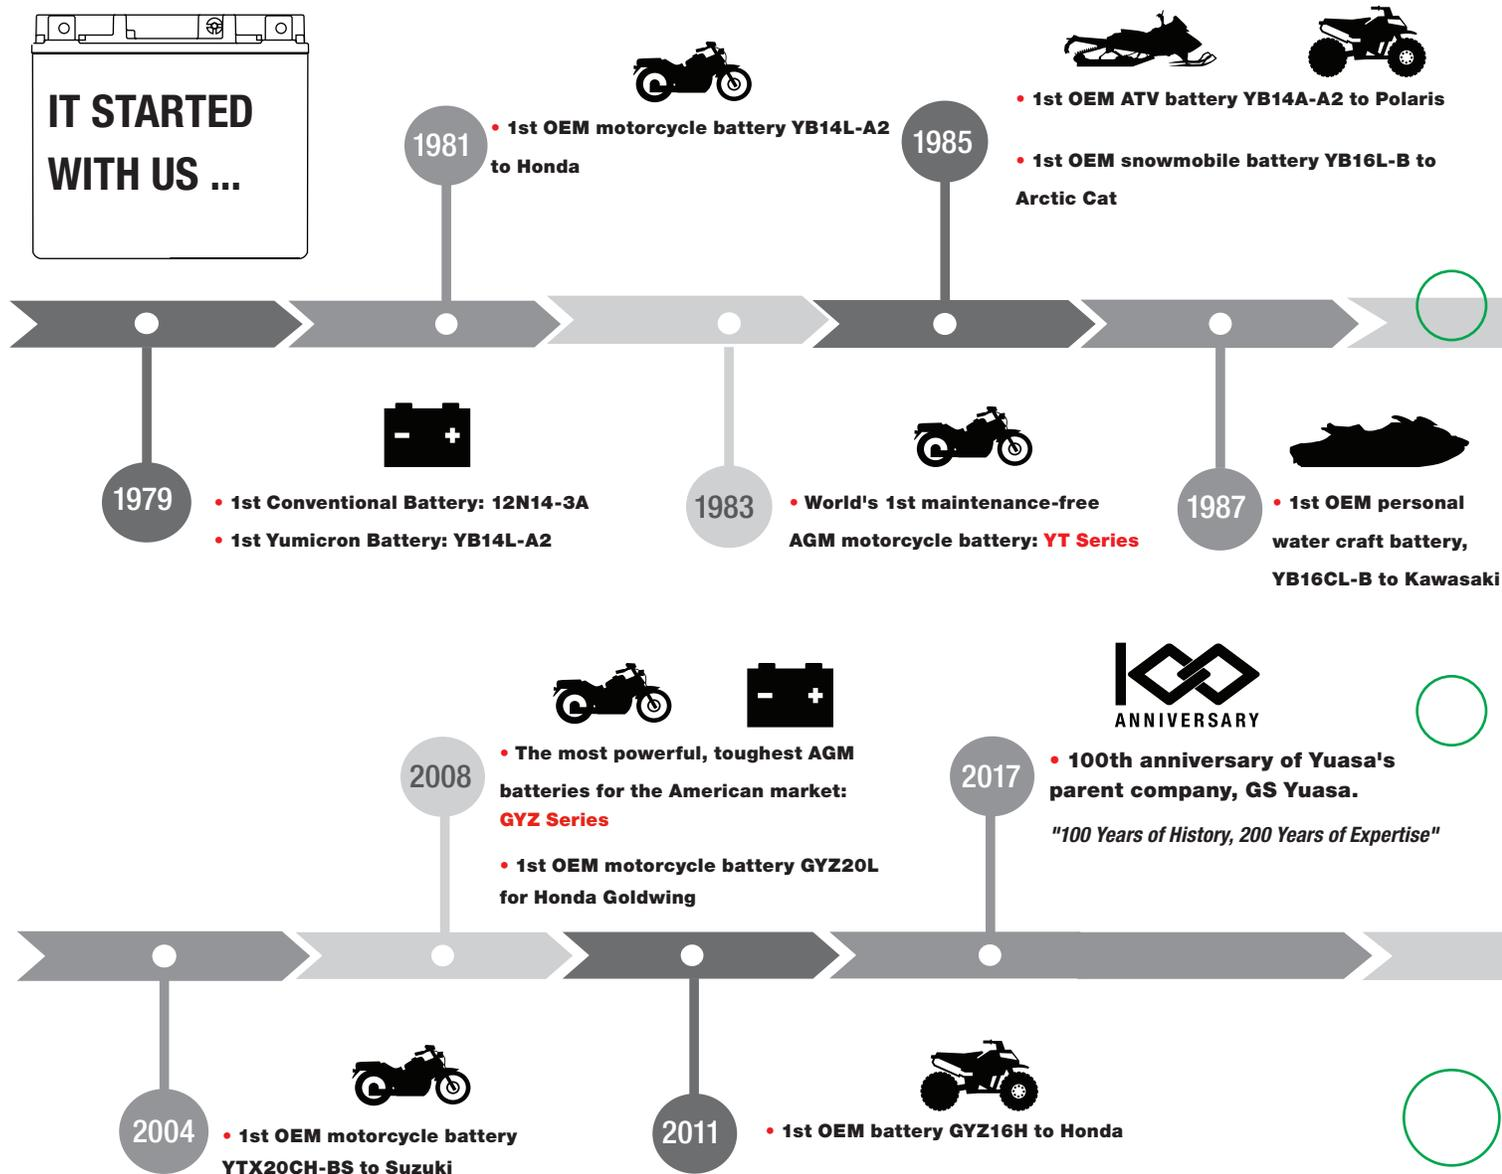 IT STARTED
WITH US ...
1981
• 1st OEM motorcycle battery YB14L-A2
to Honda
1985
• 1st OEM ATV battery YB14A-A2 to Polaris
• 1st OEM snowmobile battery YB16L-B to
Arctic Cat
1979
• 1st Conventional Battery: 12N14-3A
• 1st Yumicron Battery: YB14L-A2
1983
• World's 1st maintenance-free
AGM motorcycle battery: YT Series
1987
• 1st OEM personal
water craft battery,
YB16CL-B to Kawasaki
2008
• The most powerful, toughest AGM
batteries for the American market:
GYZ Series
• 1st OEM motorcycle battery GYZ20L
for Honda Goldwing
100
ANNIVERSARY
2017
• 100th anniversary of Yuasa's
parent company, GS Yuasa.
"100 Years of History, 200 Years of Expertise"
2004
• 1st OEM motorcycle battery
YTX20CH-BS to Suzuki
2011
• 1st OEM battery GYZ16H to Honda